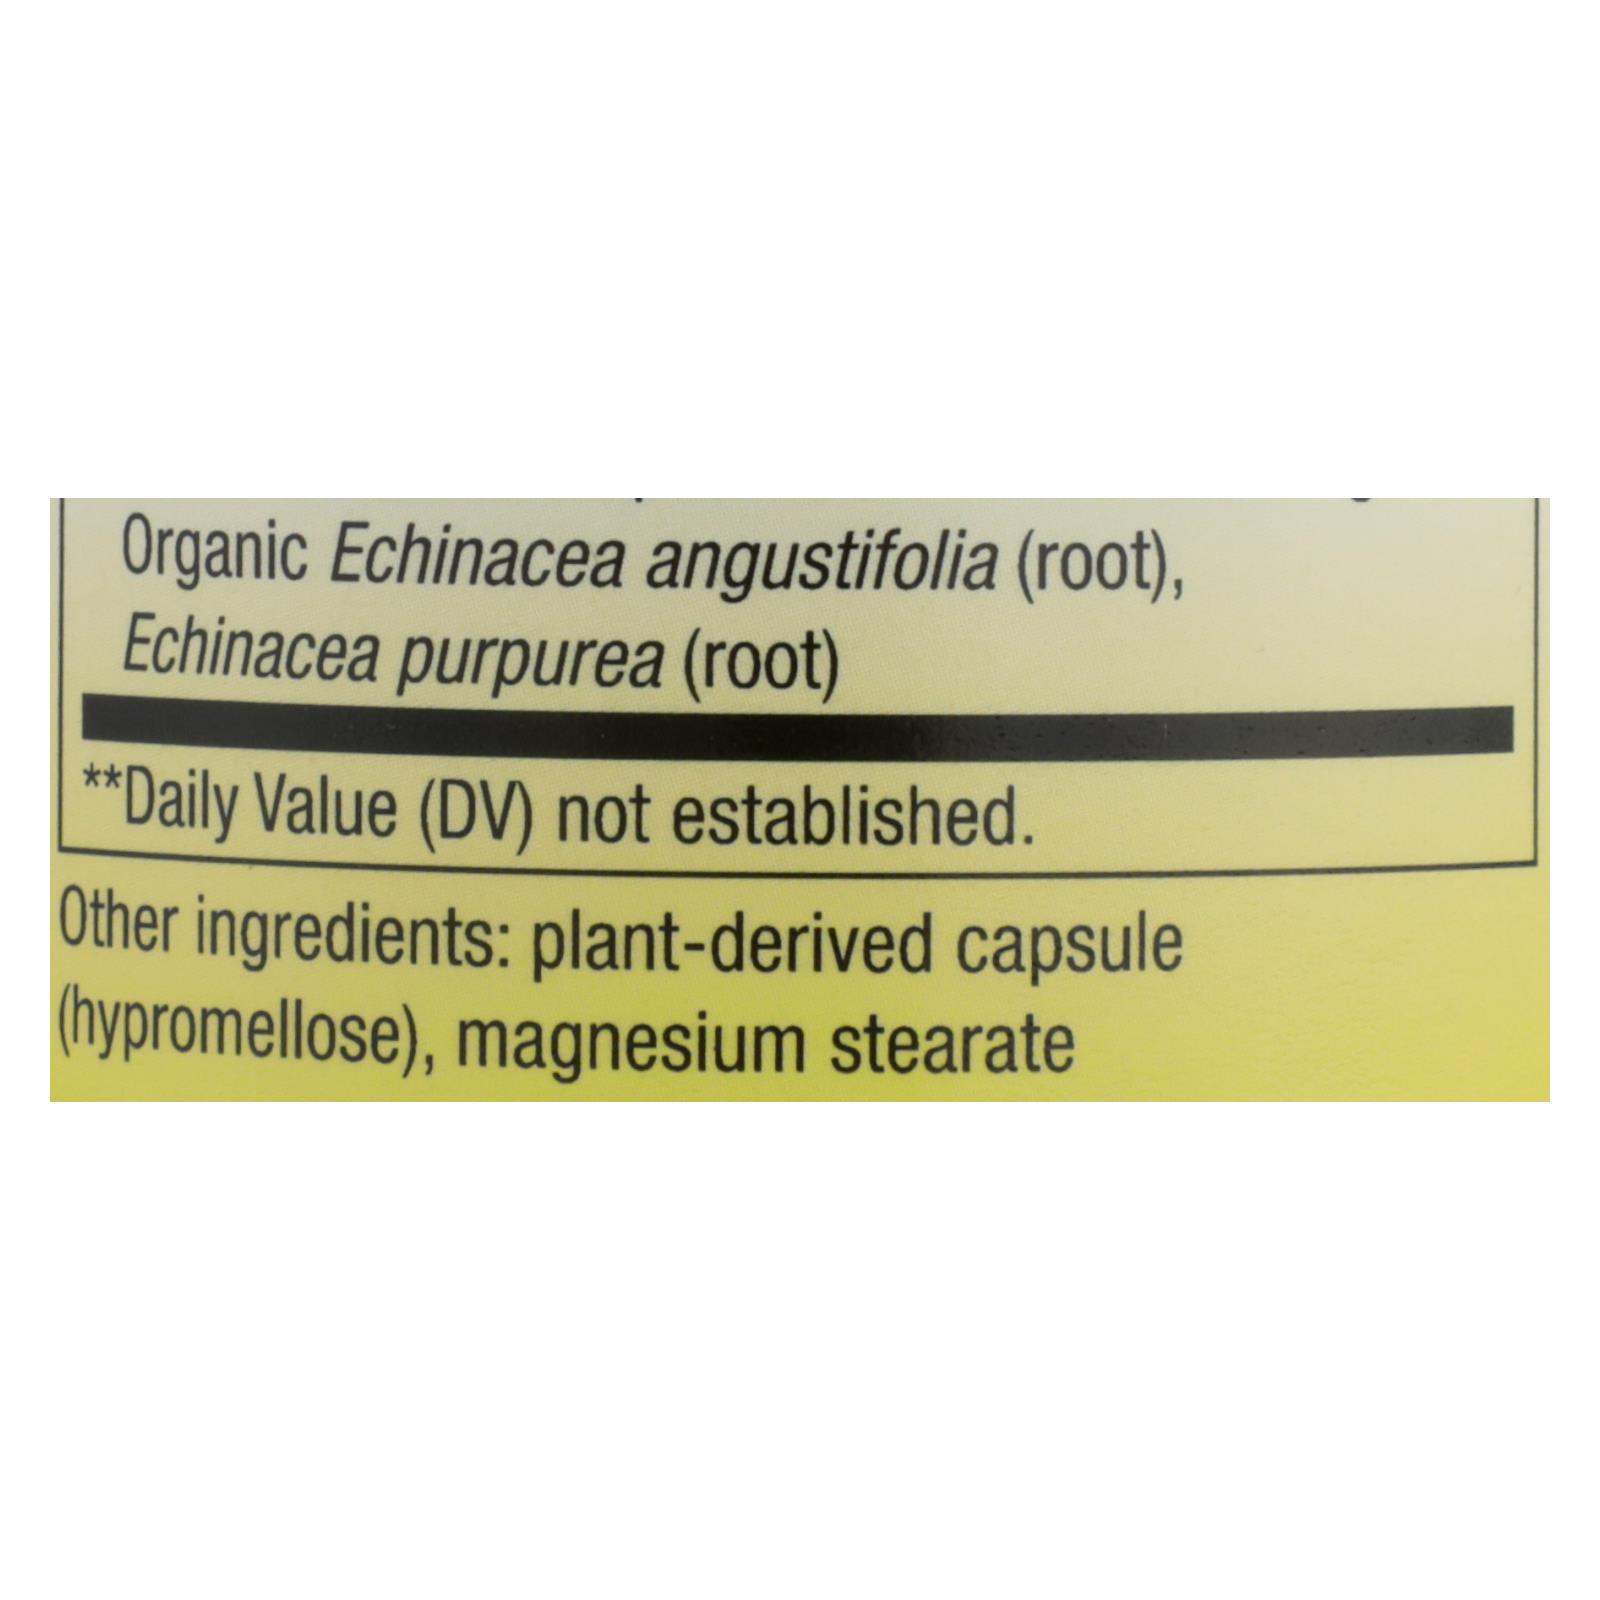 Organic Echinacea angustifolia (root),
Echinacea purpurea (root)
**Daily Value (DV) not established.
Other ingredients: plant-derived capsule
(hypromellose), magnesium stearate